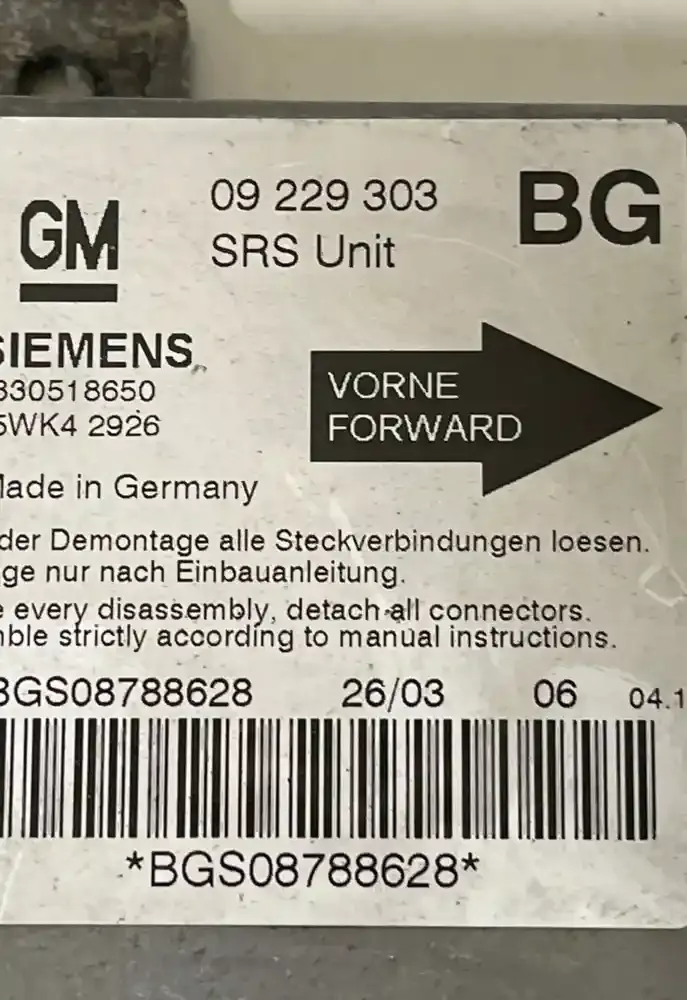 GM
09 229 303
SRS Unit
BG
SIEMENS
330518650
5WK4 2926
VORNE
FORWARD
Made in Germany
der Demontage alle Steckverbindungen loesen.
ge nur nach Einbauanleitung.
e every disassembly, detach all connectors.
mble strictly according to manual instructions.
BGS08788628 26/03 06 04.1
*BGS08788628*